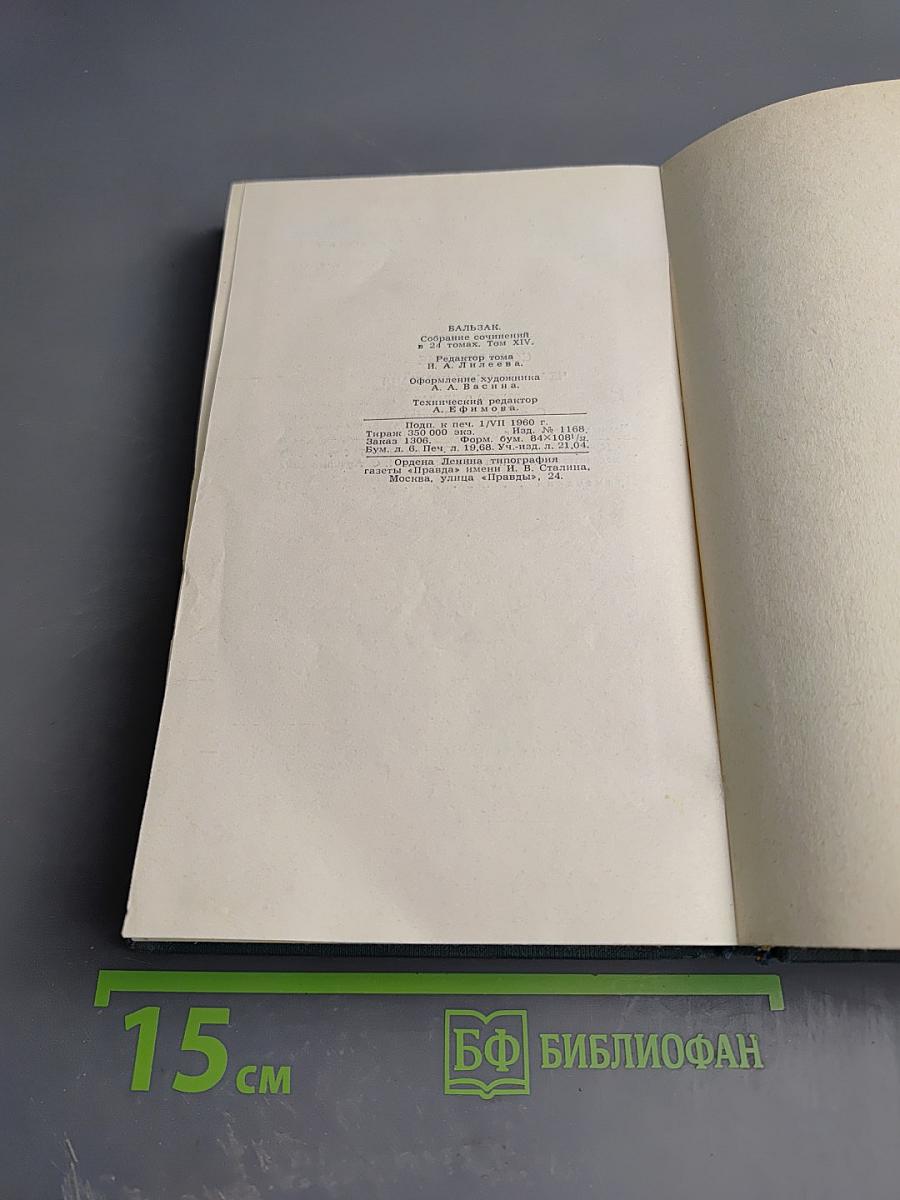 БАЛЬЗАК.
Собрание сочинений
в 24 томах. Том XIV.
Редактор тома
И. А. Лилеева.
Оформление художника
А. А. Васина.
Технический редактор
А. Ефимова.
Подп. к печ. 1/VII 1960 г.
Тираж 350 000 экз. Изд. № 1168.
Заказ 1306. Форм. бум. 84×108¹/₃₂.
Бум. л. 6. Печ. л. 19,68. Уч.-изд. л. 21,04.
Ордена Ленина типография
газеты «Правда» имени И. В. Сталина,
Москва, улица «Правды», 24.
15 см
БФ БИБЛИОФАН